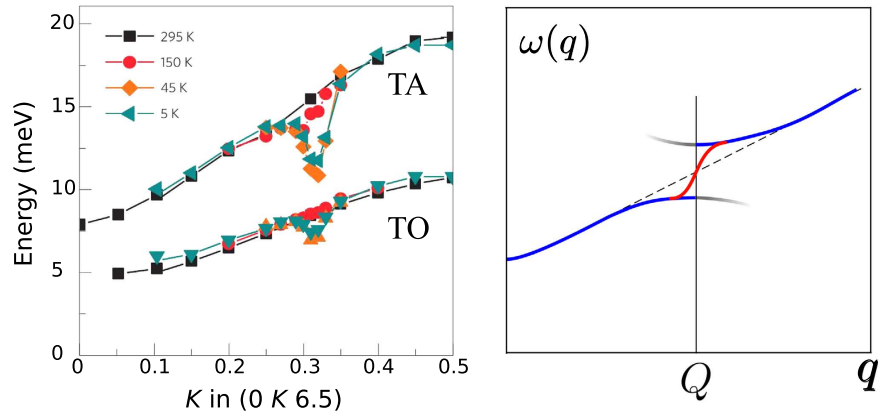 20
15
10
5
0
Energy (meV)
295 K
150 K
45 K
5 K
TA
TO
0
0.1
0.2
0.3
0.4
0.5
K in (0 K 6.5)
ω(q)
Q
q